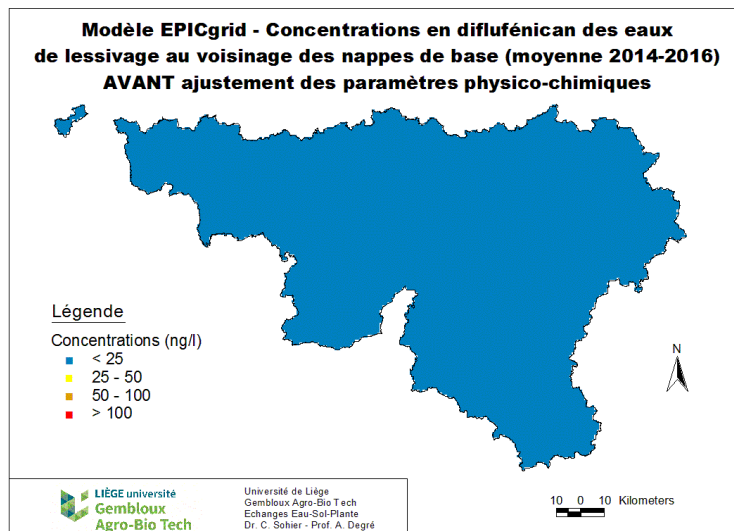 Modèle EPICgrid - Concentrations en diflufénican des eaux
de lessivage au voisinage des nappes de base (moyenne 2014-2016)
AVANT ajustement des paramètres physico-chimiques
Légende
Concentrations (ng/l)
< 25
25 - 50
50 - 100
> 100
N
LIÈGE université
Gembloux
Agro-Bio Tech
Université de Liège
Gembloux Agro-Bio Tech
Echanges Eau-Sol-Plante
Dr. C. Sohier - Prof. A. Degré
10 0 10 Kilometers